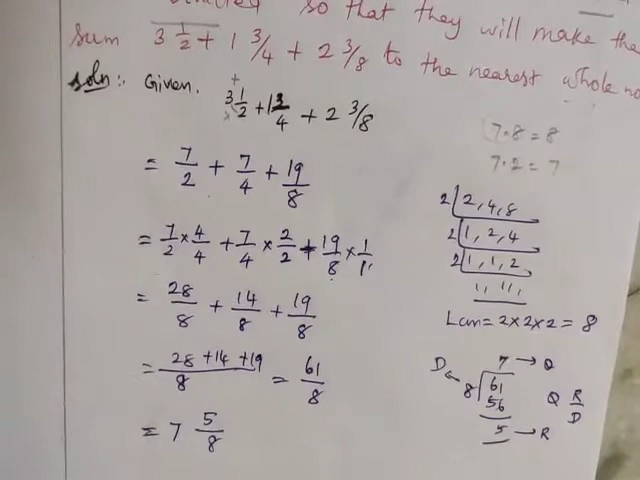 so that they will make the
sum 3 1/2 + 1 3/4 + 2 3/8 to the nearest whole no
soln:- Given.
3 1/2 + 1 3/4 + 2 3/8
= 7/2 + 7/4 + 19/8
= 7/2 × 4/4 + 7/4 × 2/2 + 19/8 × 1/1
= 28/8 + 14/8 + 19/8
= 28 + 14 + 19 / 8 = 61/8
= 7 5/8
7.8 = 8
7.2 = 7
2 | 2, 4, 8
2 | 1, 2, 4
2 | 1, 1, 2
1, 1, 1,
Lcm = 2×2×2 = 8
7 → Q
D ← 8 | 61
56
5 → R
Q R/D